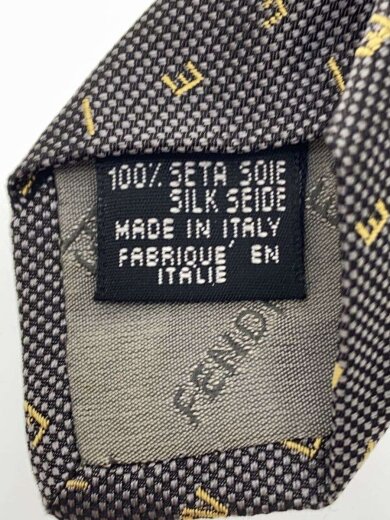 100% SETA SOIE
SILK SEIDE
MADE IN ITALY
FABRIQUE' EN
ITALIE
FENDI